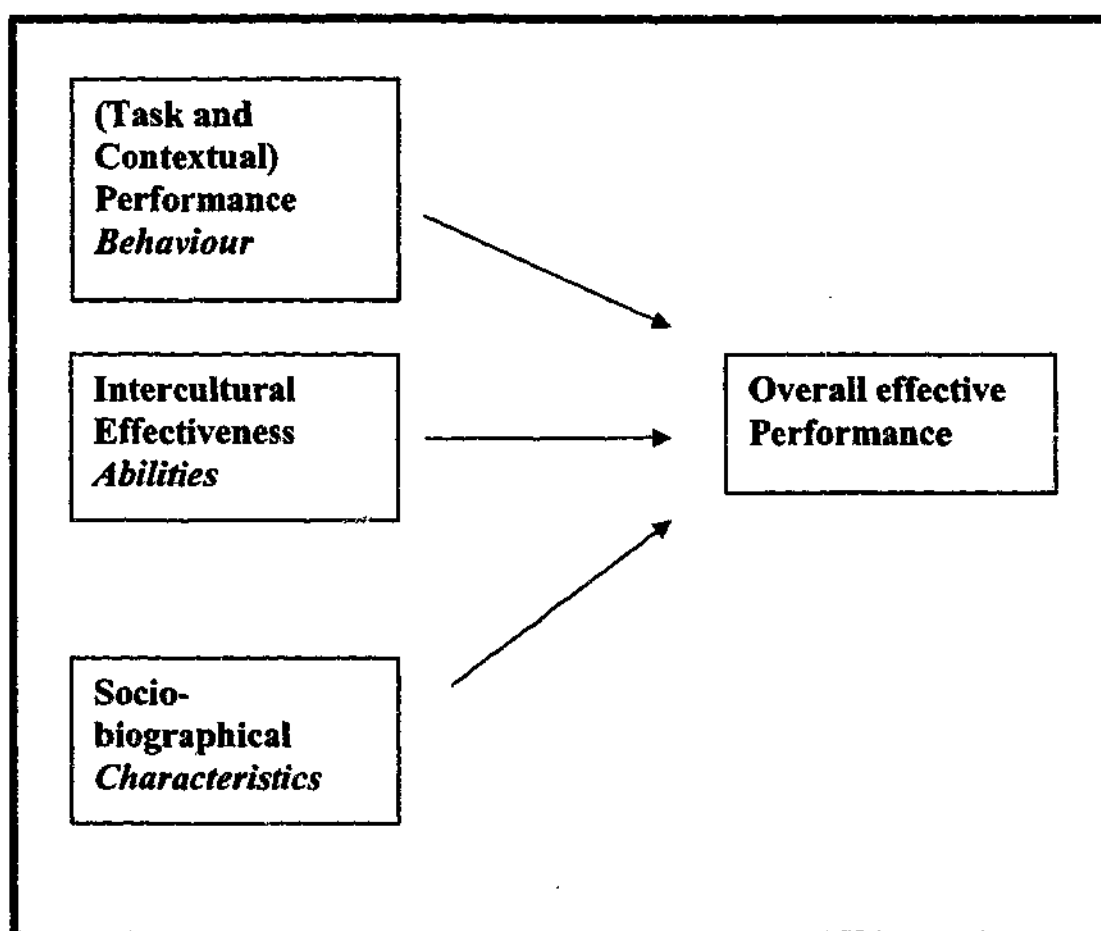 (Task and
Contextual)
Performance
Behaviour
Intercultural
Effectiveness
Abilities
Overall effective
Performance
Socio-
biographical
Characteristics